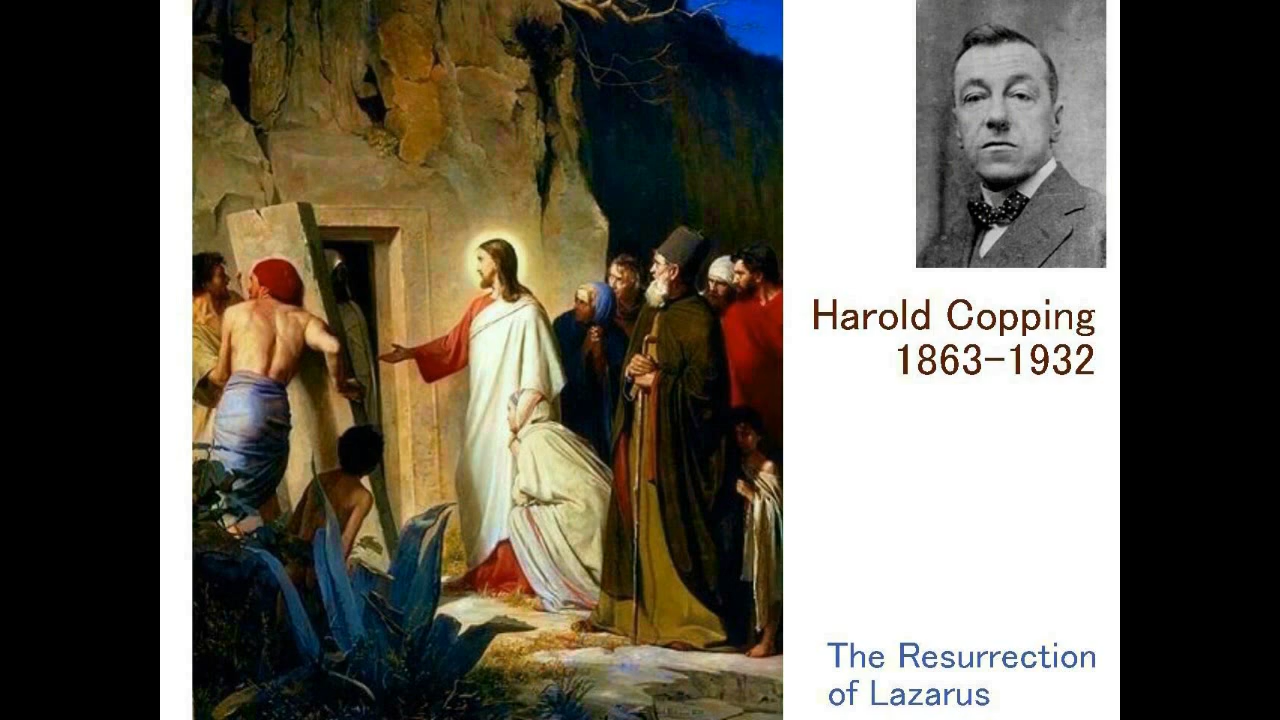 Harold Copping
1863-1932
The Resurrection
of Lazarus